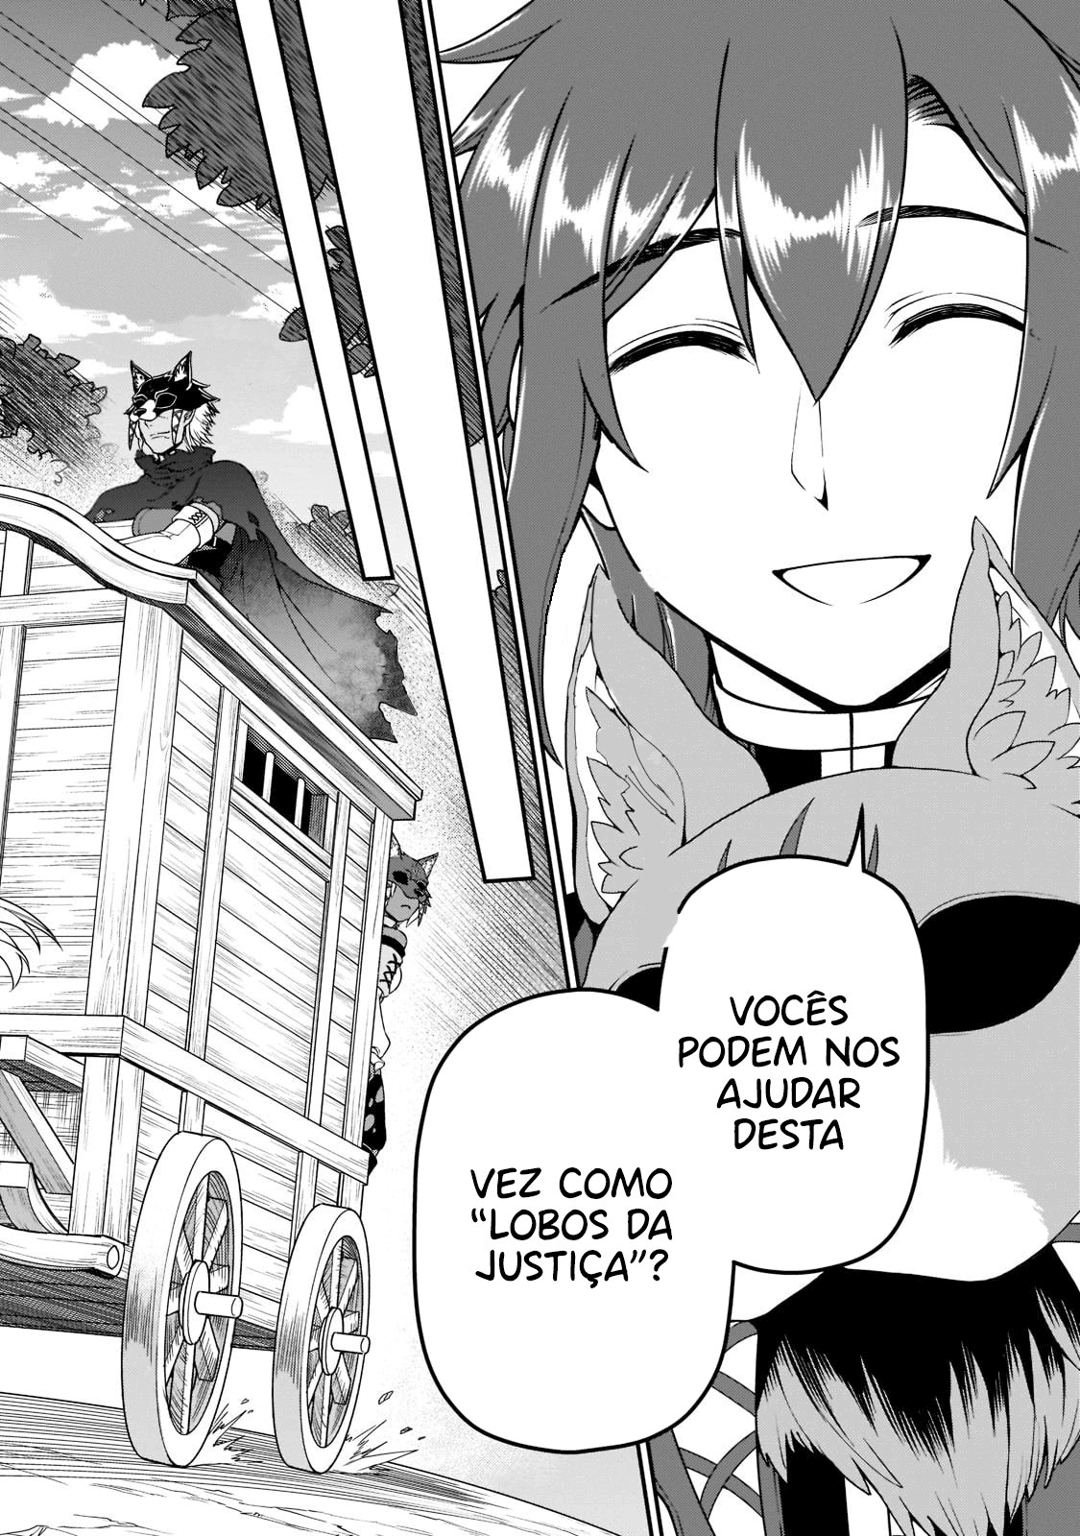 VOCÊS
PODEM NOS
AJUDAR
DESTA
VEZ COMO
“LOBOS DA
JUSTIÇA”?